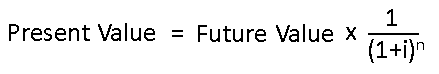 Present Value = Future Value x 1/(1+i)ⁿ